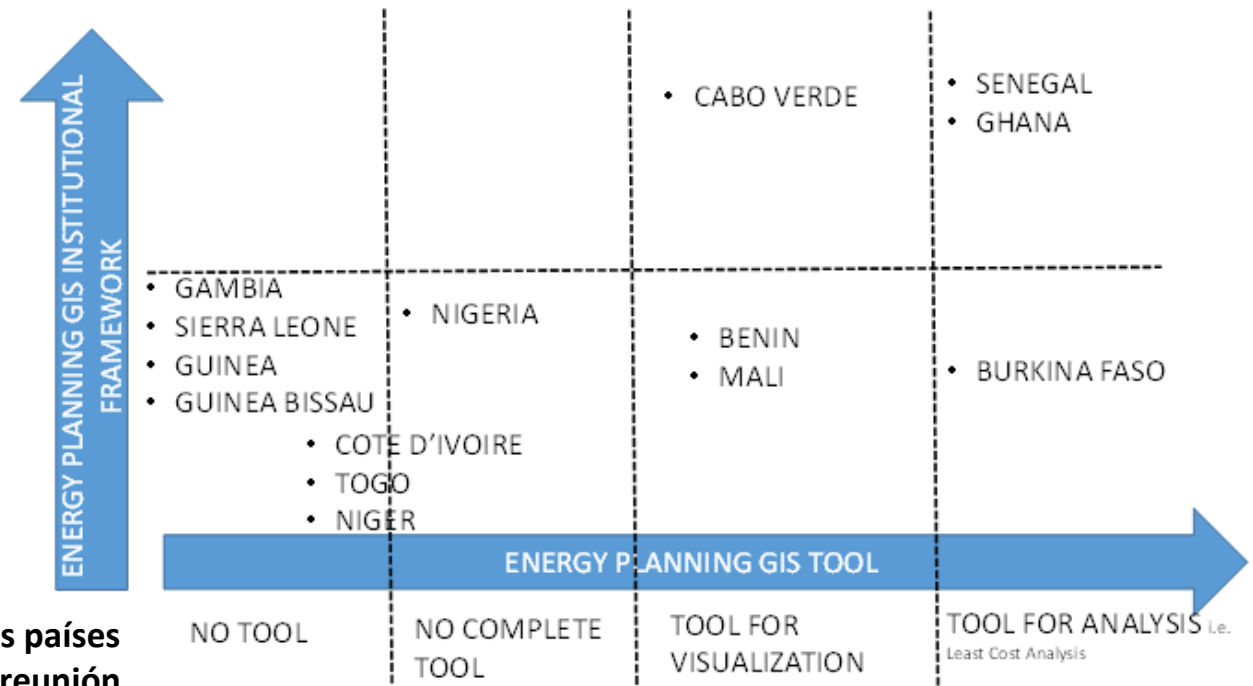 ENERGY PLANNING GIS INSTITUTIONAL
FRAMEWORK
• CABO VERDE
• SENEGAL
• GHANA
• GAMBIA
• SIERRA LEONE
• GUINEA
• GUINEA BISSAU
• NIGERIA
• COTE D'IVOIRE
• TOGO
• NIGER
• BENIN
• MALI
• BURKINA FASO
ENERGY PLANNING GIS TOOL
NO TOOL
NO COMPLETE
TOOL
TOOL FOR
VISUALIZATION
TOOL FOR ANALYSIS i.e.
Least Cost Analysis
s países
reunión